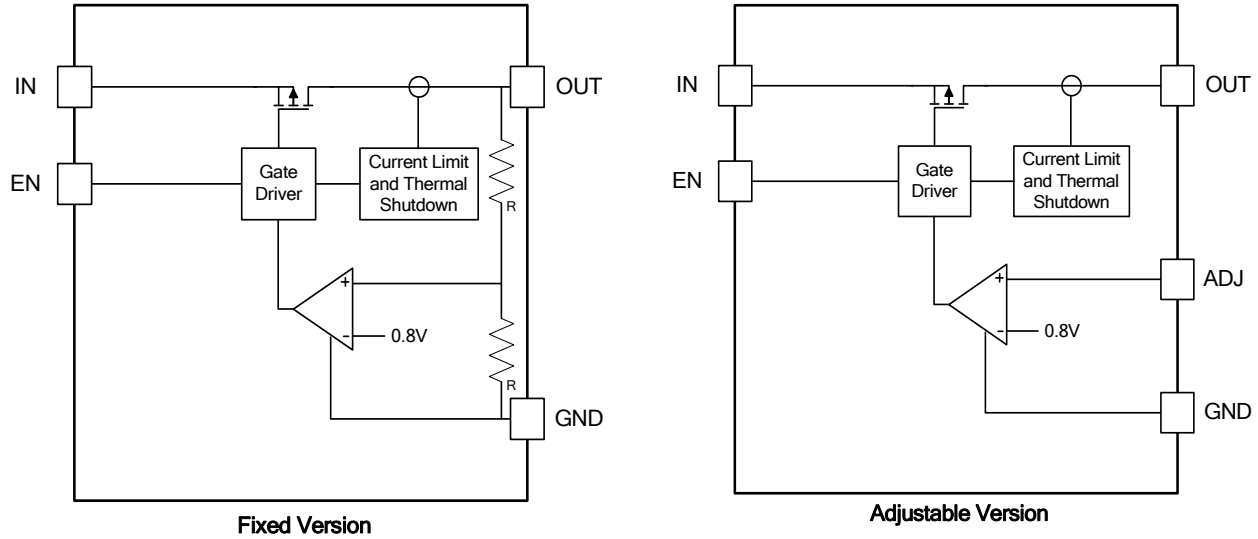 IN
OUT
EN
Gate
Driver
Current Limit
and Thermal
Shutdown
R
+
-
0.8V
R
GND
Fixed Version
IN
OUT
EN
Gate
Driver
Current Limit
and Thermal
Shutdown
ADJ
+
-
0.8V
GND
Adjustable Version